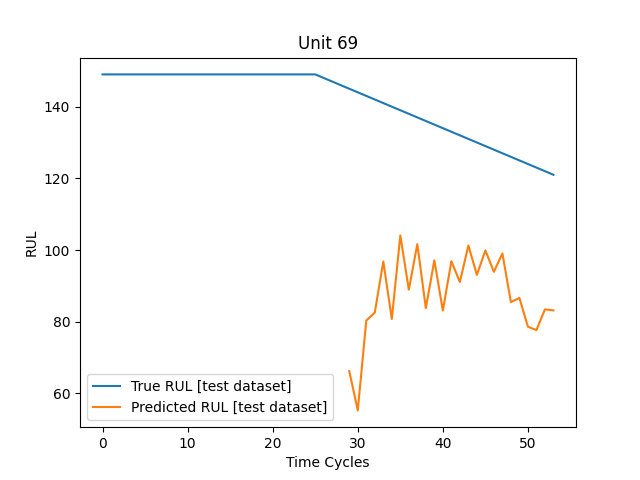 Unit 69
RUL
140
120
100
80
60
True RUL [test dataset]
Predicted RUL [test dataset]
0 10 20 30 40 50
Time Cycles